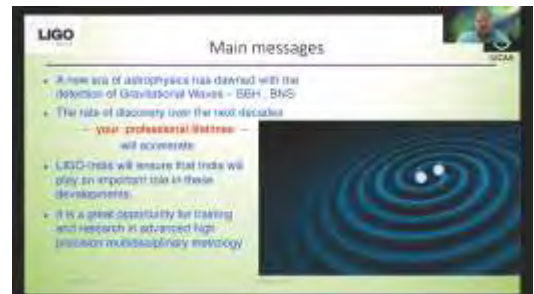 LIGO
Main messages
IUCAA
• A new era of astrophysics has dawned with the
detection of Gravitational Waves – BBH , BNS
• The rate of discovery over the next decades
– your professional lifetimes –
will accelerate
• LIGO-India will ensure that India will
play an important role in these
developments.
• It is a great opportunity for training
and research in advanced high
precision multidisciplinary metrology